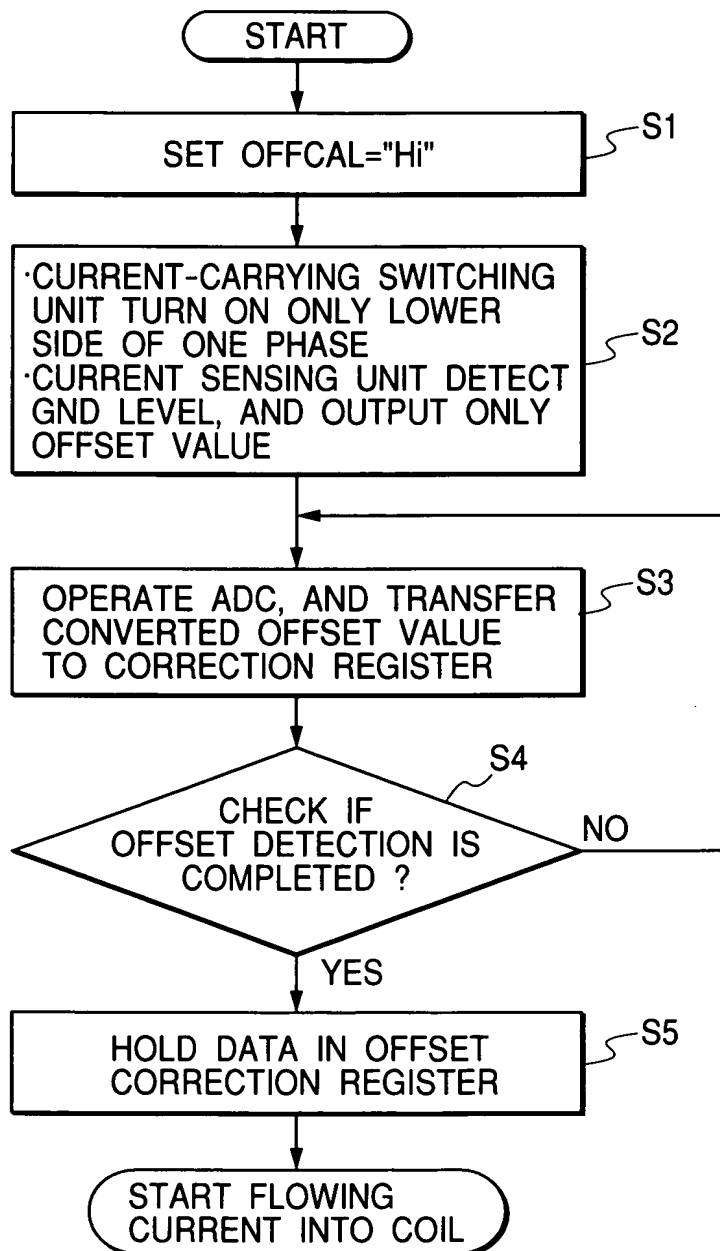 START
SET OFFCAL="Hi"
S1
·CURRENT-CARRYING SWITCHING
UNIT TURN ON ONLY LOWER
SIDE OF ONE PHASE
·CURRENT SENSING UNIT DETECT
GND LEVEL, AND OUTPUT ONLY
OFFSET VALUE
S2
OPERATE ADC, AND TRANSFER
CONVERTED OFFSET VALUE
TO CORRECTION REGISTER
S3
S4
CHECK IF
OFFSET DETECTION IS
COMPLETED ?
NO
YES
HOLD DATA IN OFFSET
CORRECTION REGISTER
S5
START FLOWING
CURRENT INTO COIL